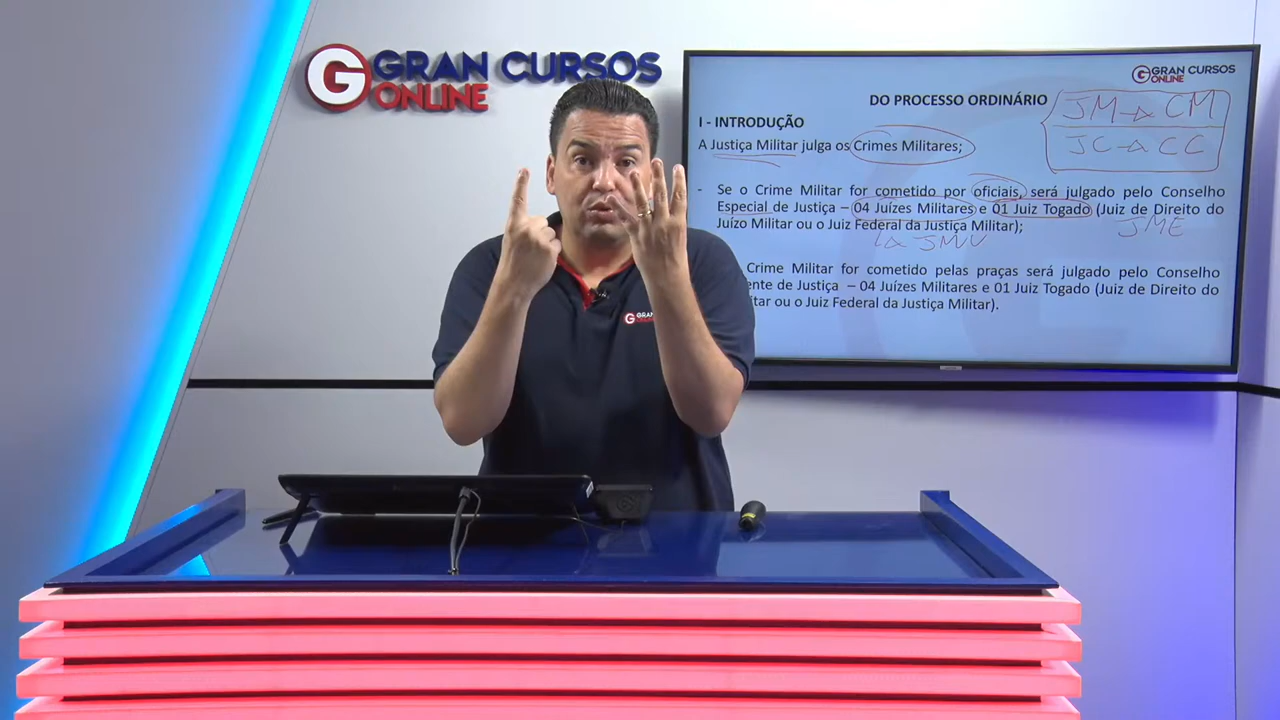 GRAN CURSOS
ONLINE
GRAN CURSOS
ONLINE
DO PROCESSO ORDINÁRIO
JM → CM
JC → CC
I - INTRODUÇÃO
A Justiça Militar julga os Crimes Militares;
- Se o Crime Militar for cometido por oficiais, será julgado pelo Conselho
Especial de Justiça – 04 Juízes Militares e 01 Juiz Togado (Juiz de Direito do
Juízo Militar ou o Juiz Federal da Justiça Militar);
JME
JMU
Crime Militar for cometido pelas praças será julgado pelo Conselho
ente de Justiça – 04 Juízes Militares e 01 Juiz Togado (Juiz de Direito do
itar ou o Juiz Federal da Justiça Militar).
GRAN
ONLINE